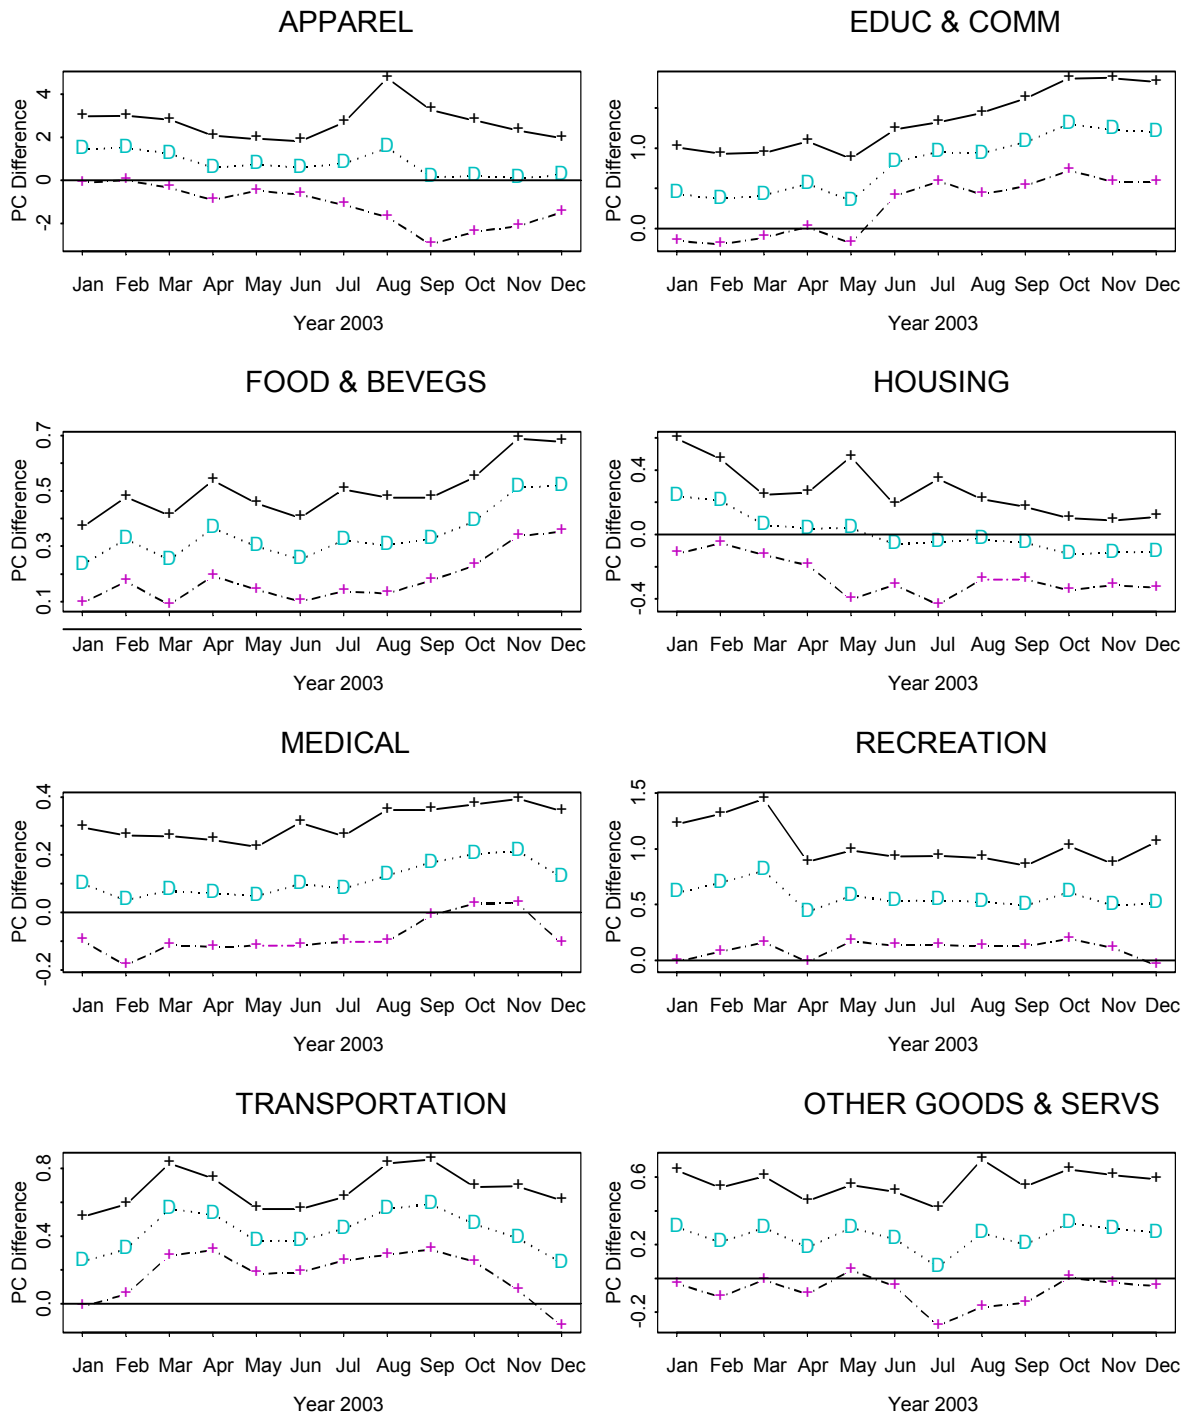 APPAREL
PC Difference
4
2
0
-2
Jan Feb Mar Apr May Jun Jul Aug Sep Oct Nov Dec
Year 2003
EDUC & COMM
PC Difference
1.0
0.0
Jan Feb Mar Apr May Jun Jul Aug Sep Oct Nov Dec
Year 2003
FOOD & BEVEGS
PC Difference
0.7
0.5
0.3
0.1
Jan Feb Mar Apr May Jun Jul Aug Sep Oct Nov Dec
Year 2003
HOUSING
PC Difference
0.4
0.0
-0.4
Jan Feb Mar Apr May Jun Jul Aug Sep Oct Nov Dec
Year 2003
MEDICAL
PC Difference
0.4
0.2
0.0
-0.2
Jan Feb Mar Apr May Jun Jul Aug Sep Oct Nov Dec
Year 2003
RECREATION
PC Difference
1.5
1.0
0.5
0.0
Jan Feb Mar Apr May Jun Jul Aug Sep Oct Nov Dec
Year 2003
TRANSPORTATION
PC Difference
0.8
0.4
0.0
Jan Feb Mar Apr May Jun Jul Aug Sep Oct Nov Dec
Year 2003
OTHER GOODS & SERVS
PC Difference
0.6
0.2
-0.2
Jan Feb Mar Apr May Jun Jul Aug Sep Oct Nov Dec
Year 2003